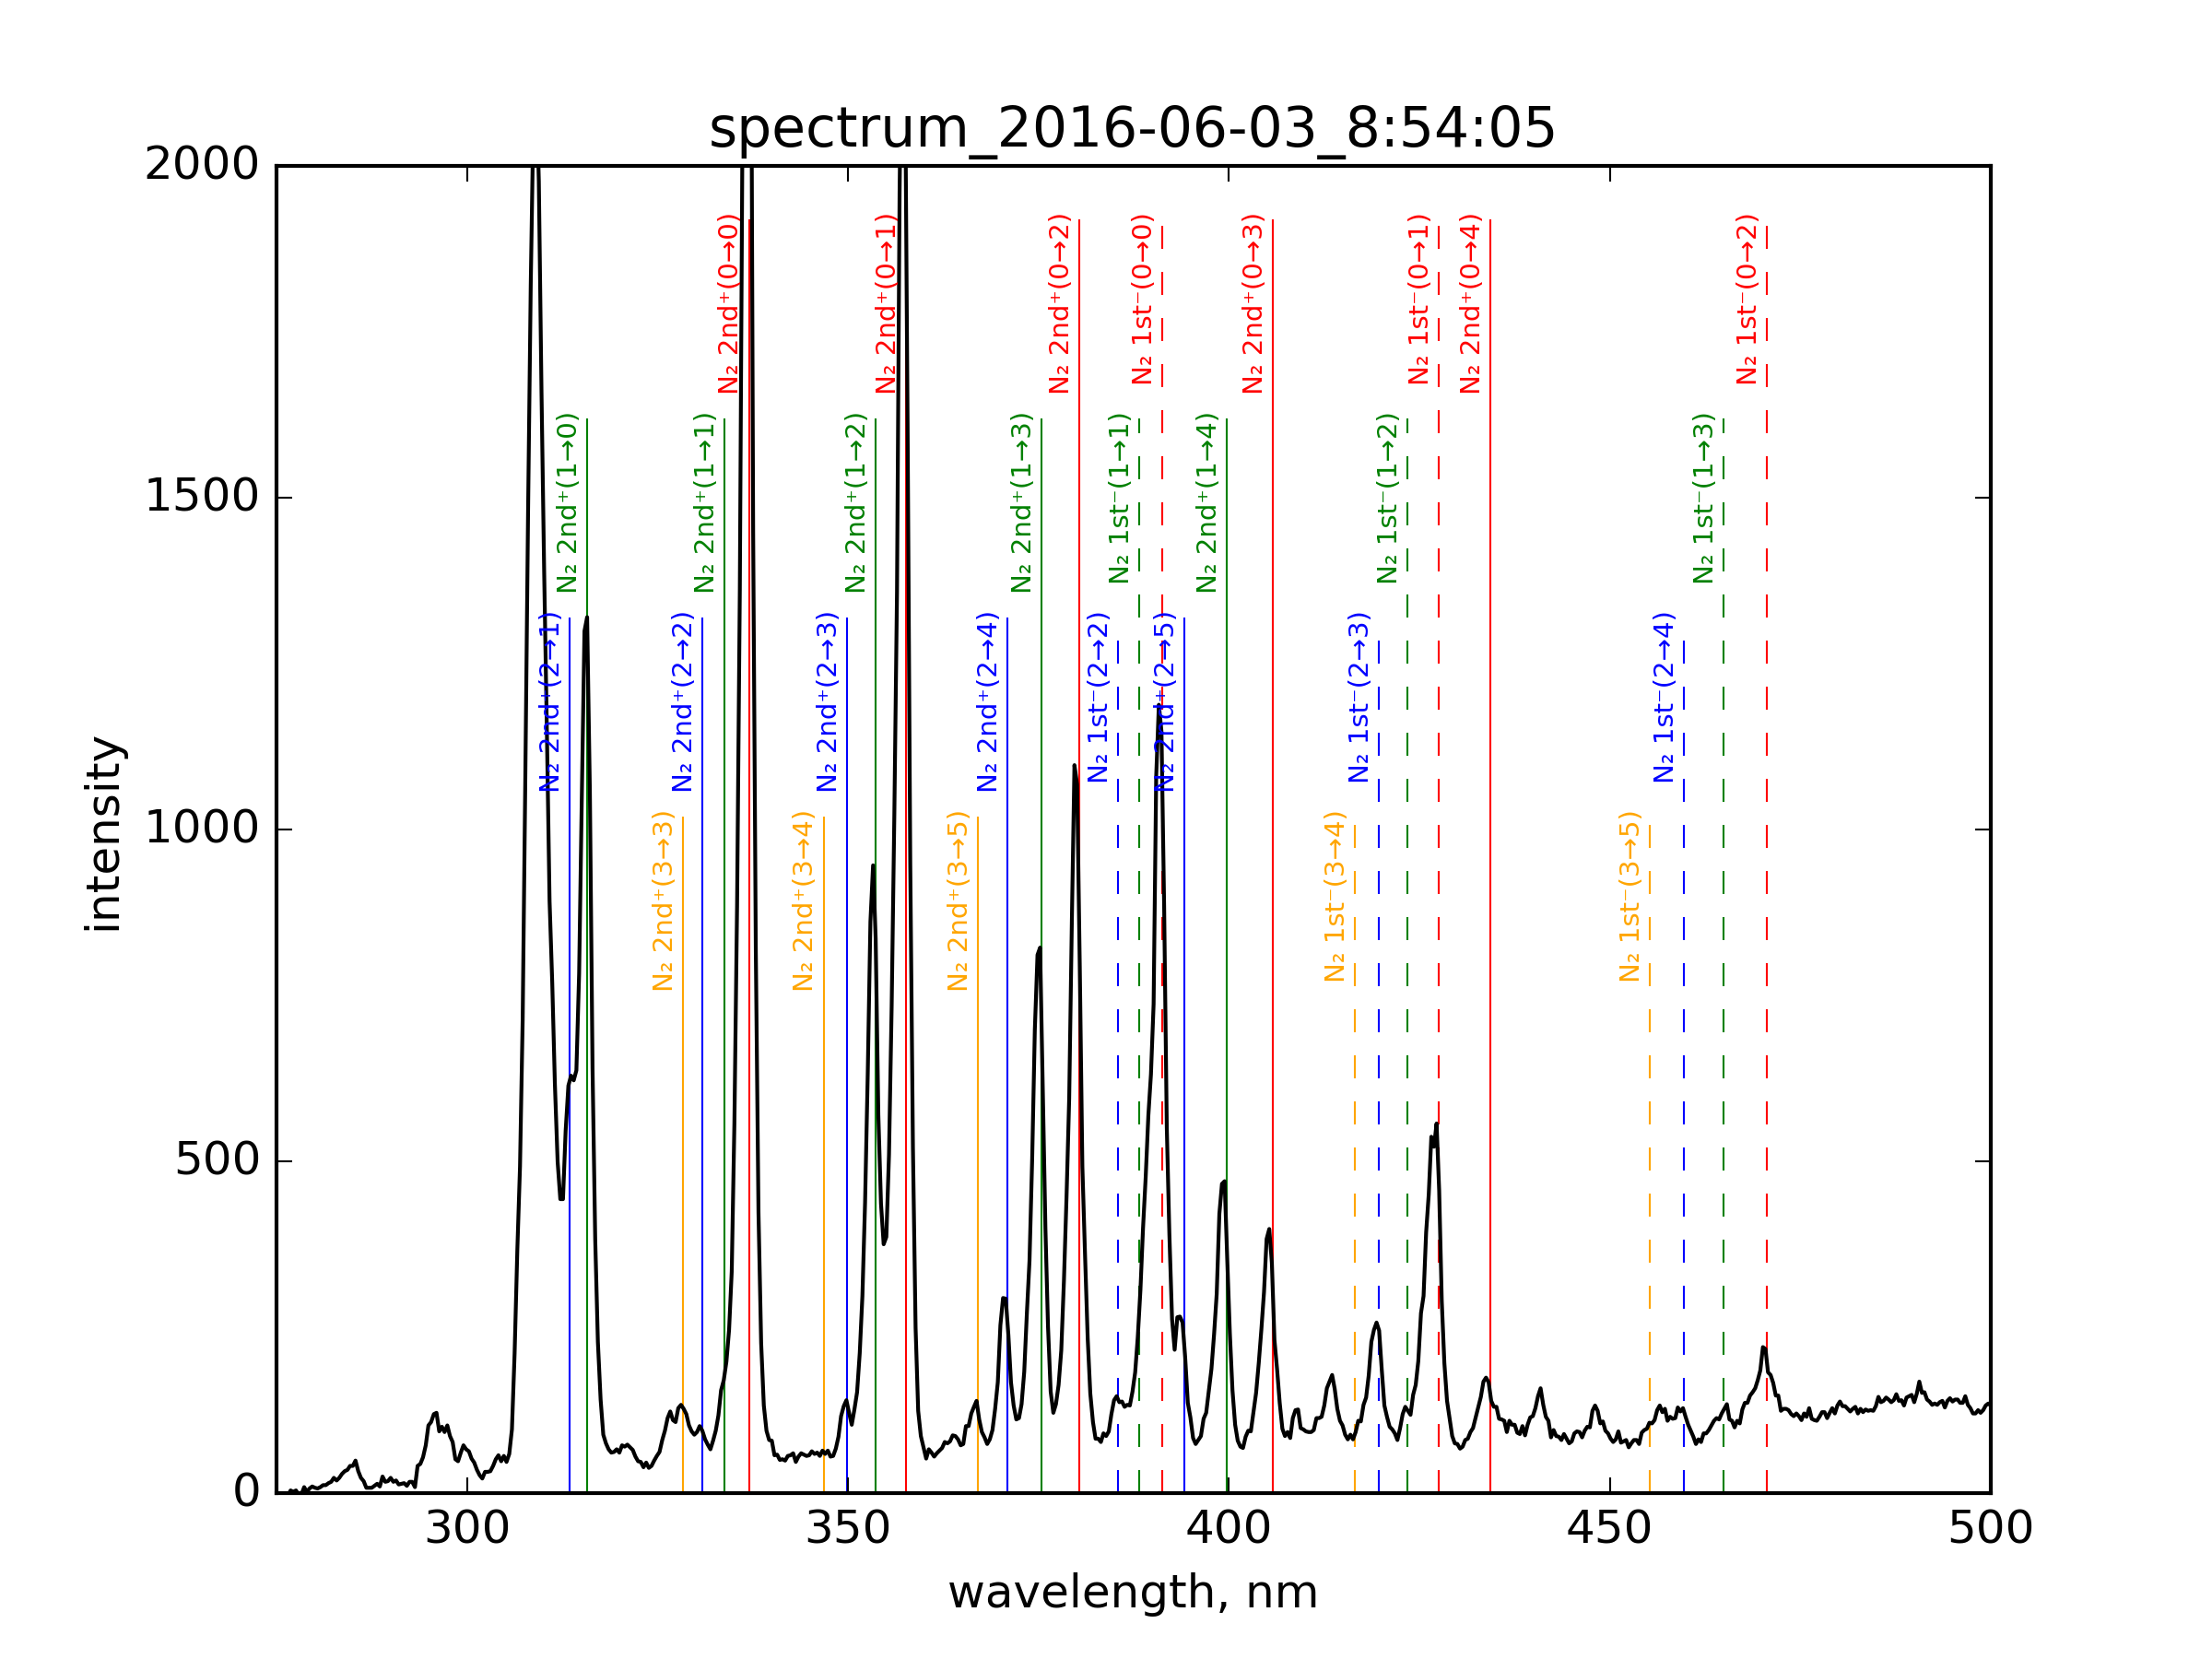 spectrum_2016-06-03_8:54:05
2000
1500
1000
500
0
intensity
N₂ 2nd⁺(0→0)
N₂ 2nd⁺(0→1)
N₂ 2nd⁺(0→2)
N₂ 1st⁻(0→0)
N₂ 2nd⁺(0→3)
N₂ 1st⁻(0→1)
N₂ 2nd⁺(0→4)
N₂ 1st⁻(0→2)
N₂ 2nd⁺(1→0)
N₂ 2nd⁺(1→1)
N₂ 2nd⁺(1→2)
N₂ 2nd⁺(1→3)
N₂ 1st⁻(1→1)
N₂ 2nd⁺(1→4)
N₂ 1st⁻(1→2)
N₂ 1st⁻(1→3)
N₂ 2nd⁺(2→1)
N₂ 2nd⁺(2→2)
N₂ 2nd⁺(2→3)
N₂ 2nd⁺(2→4)
N₂ 1st⁻(2→2)
N₂ 2nd⁺(2→5)
N₂ 1st⁻(2→3)
N₂ 1st⁻(2→4)
N₂ 2nd⁺(3→3)
N₂ 2nd⁺(3→4)
N₂ 2nd⁺(3→5)
N₂ 1st⁻(3→4)
N₂ 1st⁻(3→5)
300 350 400 450 500
wavelength, nm